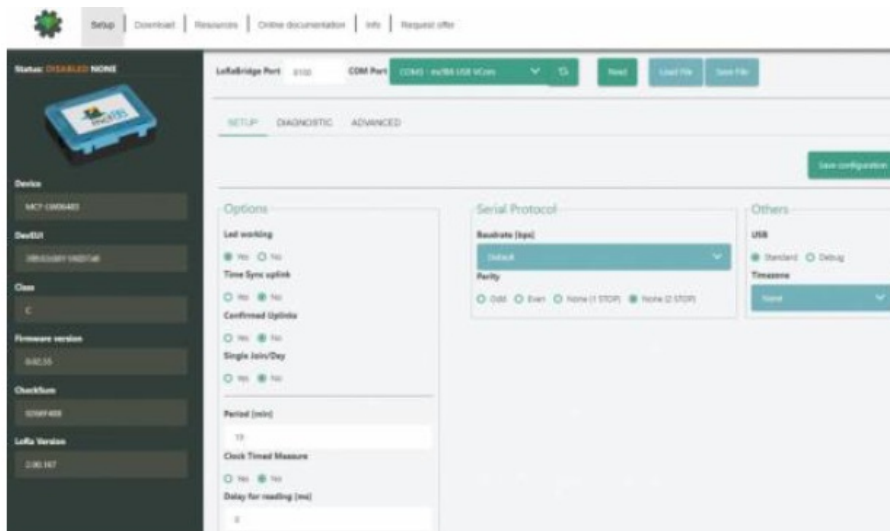 Setup Download Resources Online documentation Info Request offer
Status: DISABLED NONE
LoRaBridge Port COM Port Read Load File Save File
SETUP DIAGNOSTIC ADVANCED
Save configuration
Device
DevEUI
Class
C
Firmware version
CheckSum
LoRa Version
Options
Led working
Yes No
Time Sync uplink
Yes No
Confirmed Uplinks
Yes No
Single Join/Day
Yes No
Period (min)
10
Clock Timed Measure
Yes No
Delay for reading (ms)
0
Serial Protocol
Baudrate [bps]
Default
Parity
Odd Even None (1 STOP) None (2 STOP)
Others
USB
Standard Debug
Timezone
None